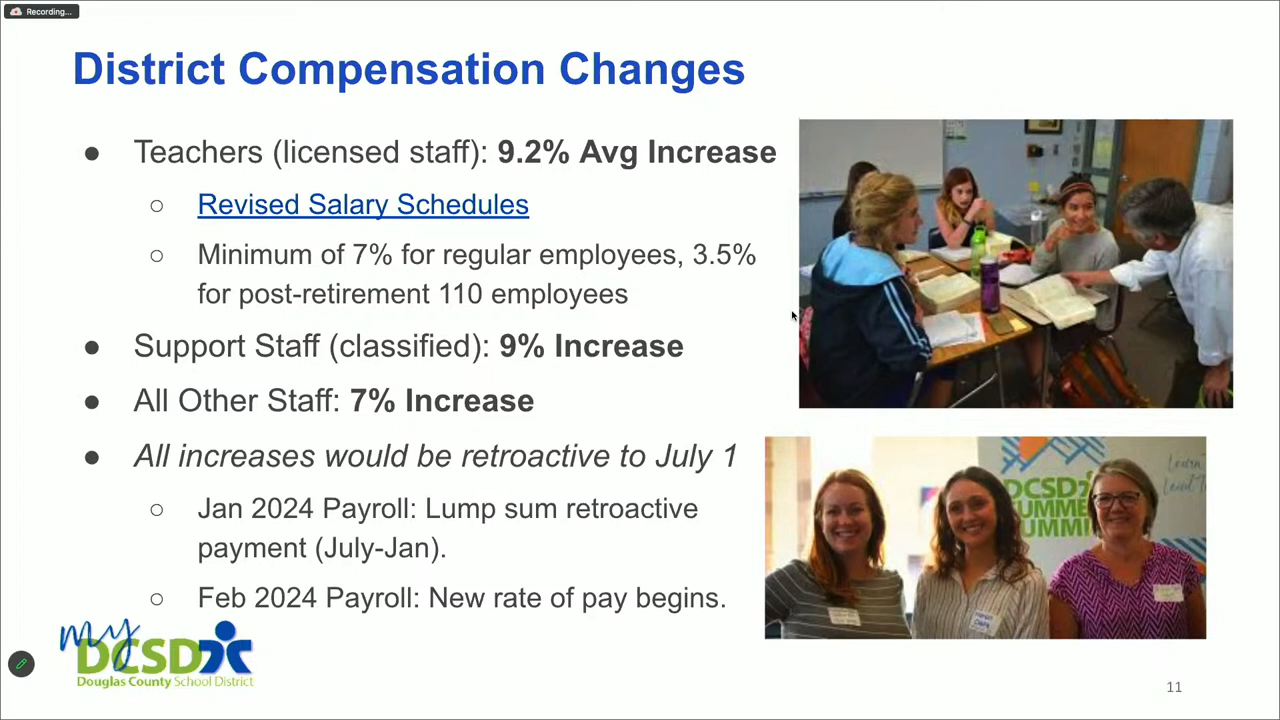 Recording...
District Compensation Changes
● Teachers (licensed staff): 9.2% Avg Increase
○ Revised Salary Schedules
○ Minimum of 7% for regular employees, 3.5%
for post-retirement 110 employees
● Support Staff (classified): 9% Increase
● All Other Staff: 7% Increase
● All increases would be retroactive to July 1
○ Jan 2024 Payroll: Lump sum retroactive
payment (July-Jan).
○ Feb 2024 Payroll: New rate of pay begins.
DCSD
my
DCSD
Douglas County School District
11